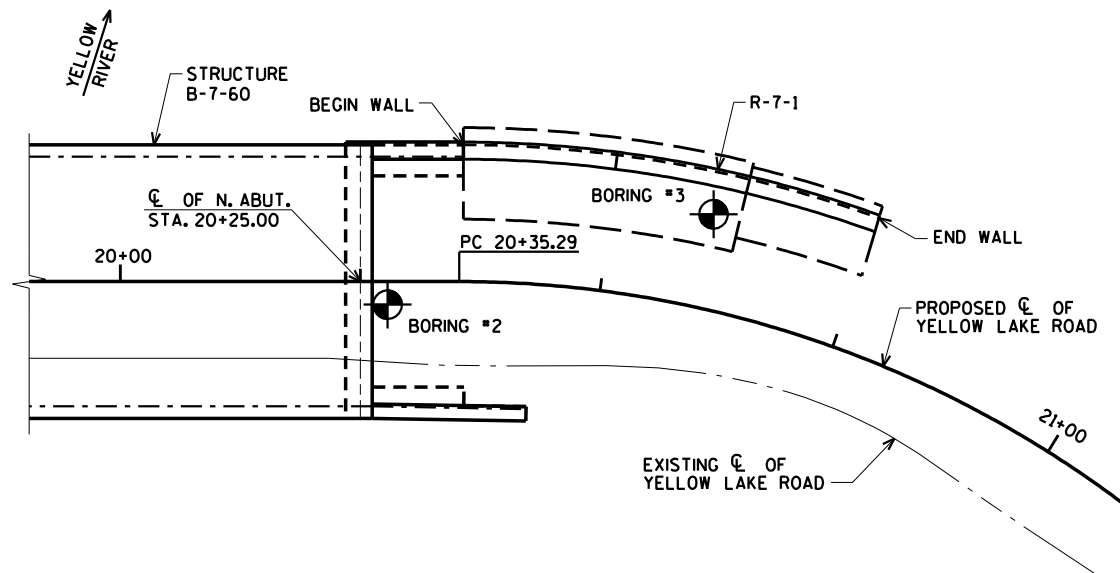 YELLOW
RIVER
STRUCTURE
B-7-60
BEGIN WALL
R-7-1
℄ OF N. ABUT.
STA. 20+25.00
BORING #3
20+00
PC 20+35.29
END WALL
BORING #2
PROPOSED ℄ OF
YELLOW LAKE ROAD
21+00
EXISTING ℄ OF
YELLOW LAKE ROAD